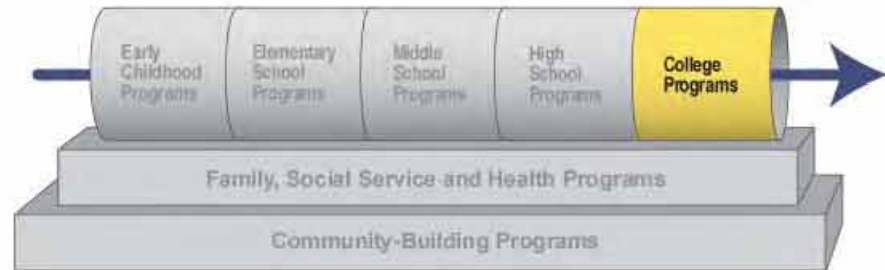 Early
Childhood
Programs
Elementary
School
Programs
Middle
School
Programs
High
School
Programs
College
Programs
Family, Social Service and Health Programs
Community-Building Programs